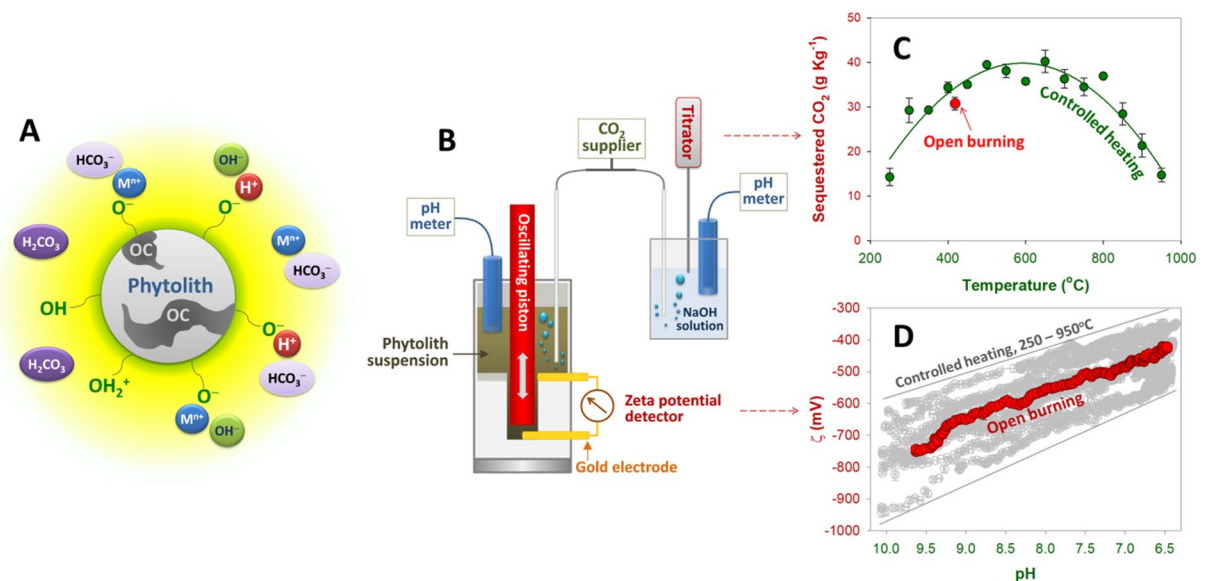 A
HCO₃⁻
Mⁿ⁺
O⁻
OH⁻
H⁺
O⁻
H₂CO₃
OC
Phytolith
OC
Mⁿ⁺
HCO₃⁻
OH
O⁻
H⁺
HCO₃⁻
H₂CO₃
OH₂⁺
O⁻
Mⁿ⁺
OH⁻
B
CO₂
supplier
Titrator
pH
meter
pH
meter
Oscillating piston
NaOH
solution
Phytolith
suspension
Zeta potential
detector
Gold electrode
C
Sequestered CO₂ (g Kg⁻¹)
50
40
30
20
10
0
Controlled heating
Open burning
200 400 600 800 1000
Temperature (°C)
D
ζ (mV)
-300
-400
-500
-600
-700
-800
-900
-1000
Controlled heating, 250 – 950°C
Open burning
10.0 9.5 9.0 8.5 8.0 7.5 7.0 6.5
pH